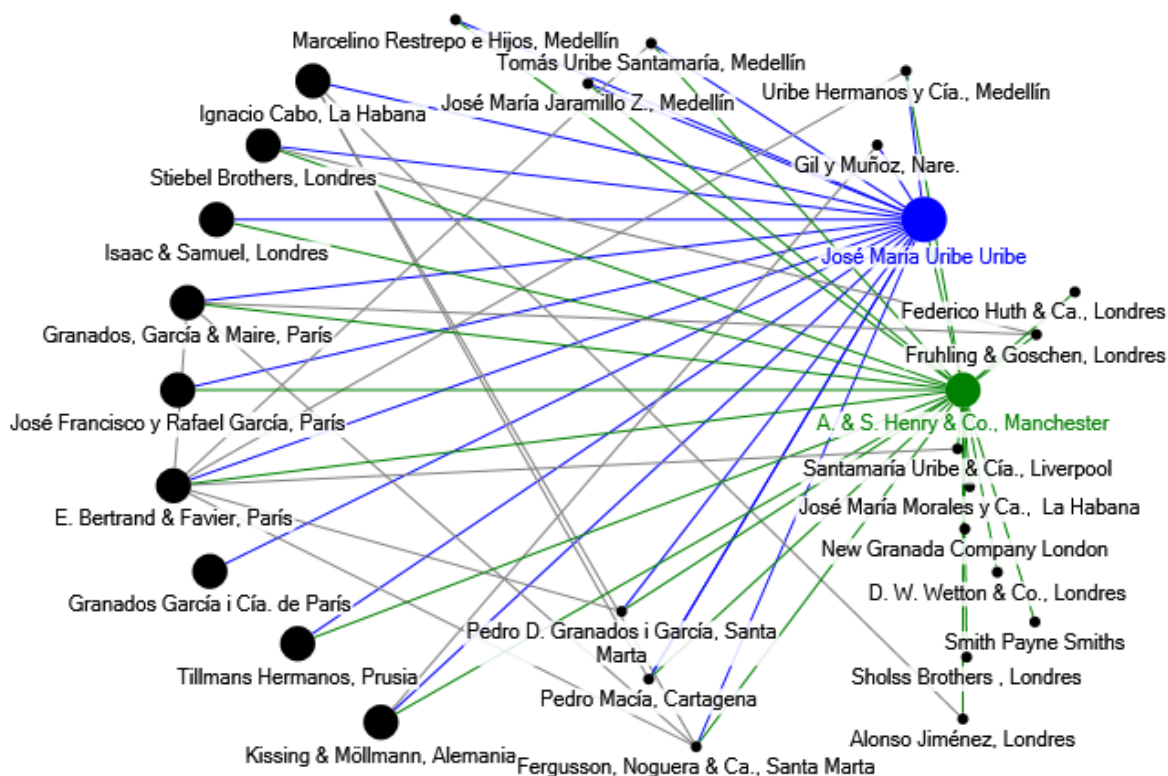 Marcelino Restrepo e Hijos, Medellín
Tomás Uribe Santamaría, Medellín
Uribe Hermanos y Cía., Medellín
José María Jaramillo Z., Medellín
Ignacio Cabo, La Habana
Gil y Muñoz, Nare.
Stiebel Brothers, Londres
Isaac & Samuel, Londres
José María Uribe Uribe
Federico Huth & Ca., Londres
Granados, García & Maire, París
Fruhling & Goschen, Londres
José Francisco y Rafael García, París
A. & S. Henry & Co., Manchester
Santamaría Uribe & Cía., Liverpool
José María Morales y Ca., La Habana
E. Bertrand & Favier, París
New Granada Company London
D. W. Wetton & Co., Londres
Granados García i Cía. de París
Smith Payne Smiths
Pedro D. Granados i García, Santa
Marta
Tillmans Hermanos, Prusia
Sholss Brothers , Londres
Pedro Macía, Cartagena
Alonso Jiménez, Londres
Kissing & Möllmann, Alemania
Fergusson, Noguera & Ca., Santa Marta